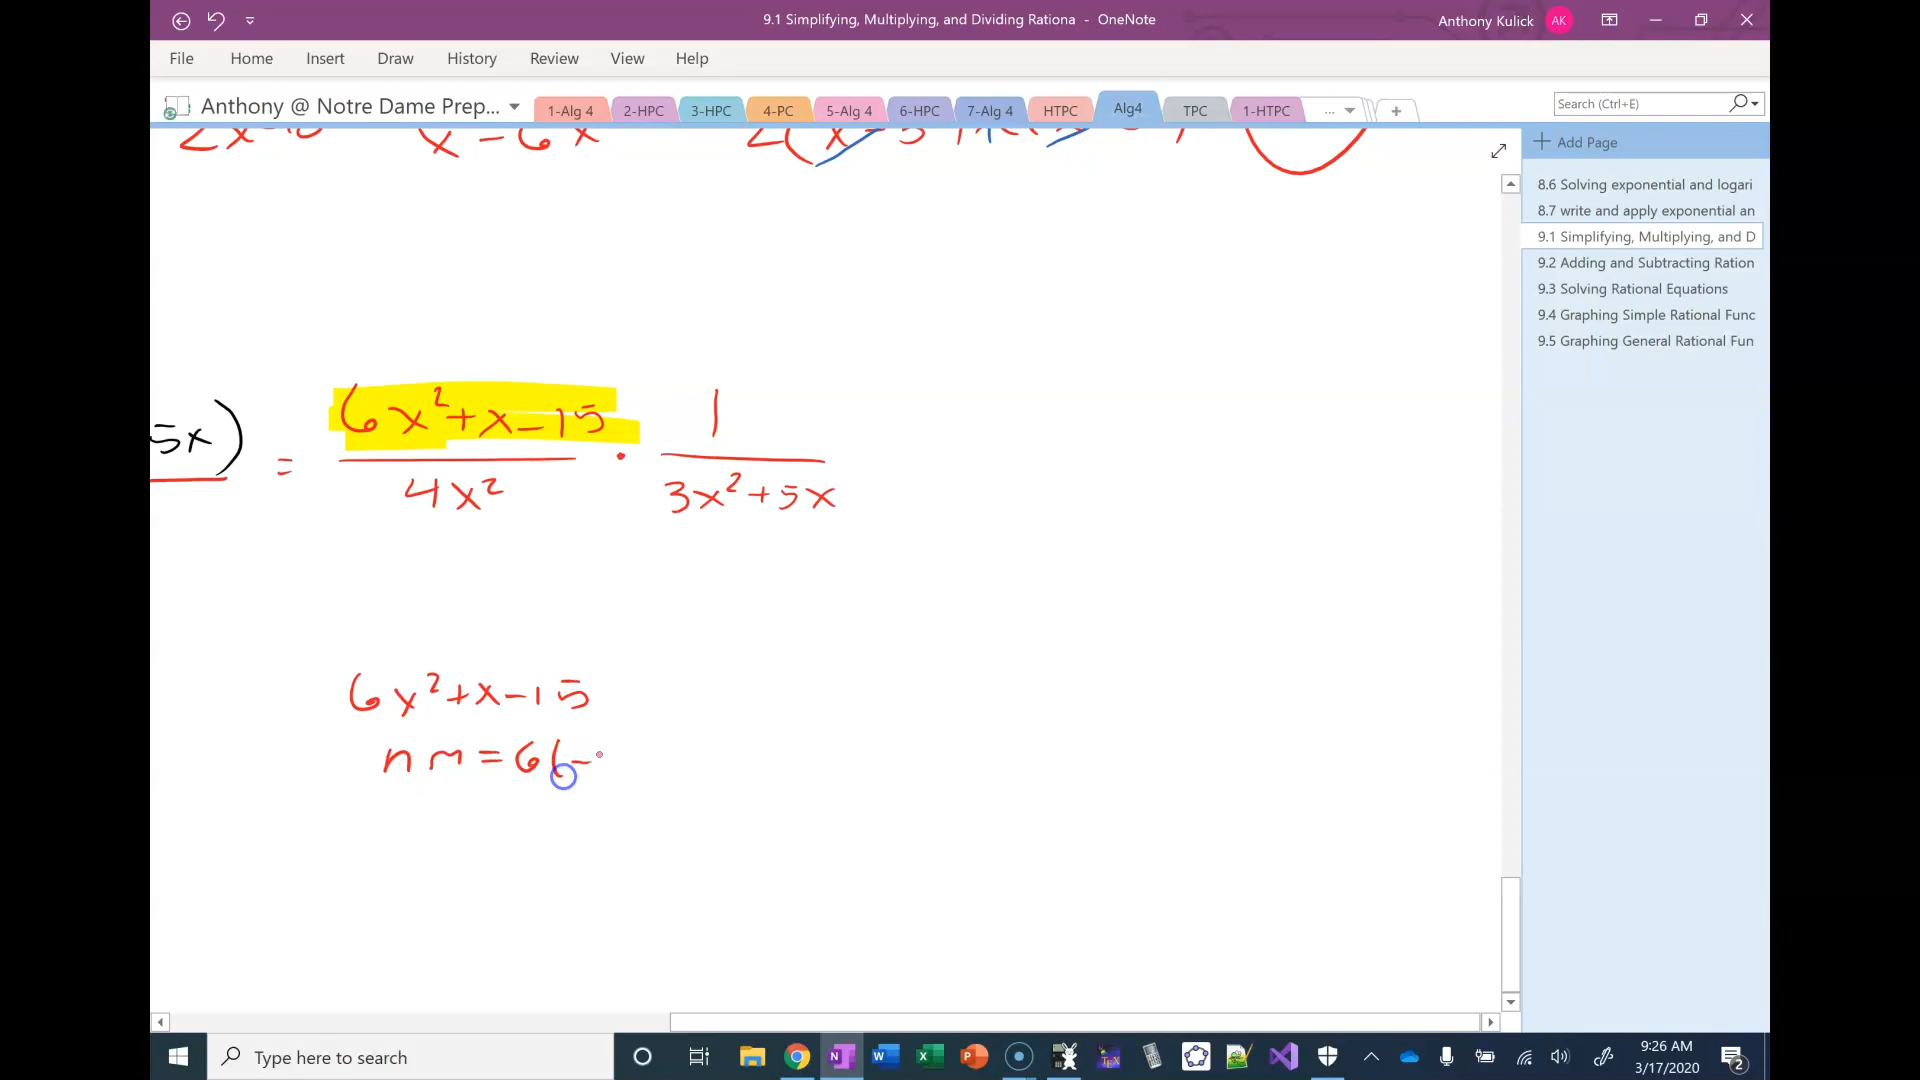 9.1 Simplifying, Multiplying, and Dividing Rationa - OneNote
Anthony Kulick AK
File Home Insert Draw History Review View Help
Anthony @ Notre Dame Prep... 1-Alg 4 2-HPC 3-HPC 4-PC 5-Alg 4 6-HPC 7-Alg 4 HTPC Alg4 TPC 1-HTPC ... Search (Ctrl+E)
Add Page
8.6 Solving exponential and logari
8.7 write and apply exponential an
9.1 Simplifying, Multiplying, and D
9.2 Adding and Subtracting Ration
9.3 Solving Rational Equations
9.4 Graphing Simple Rational Func
9.5 Graphing General Rational Fun
6x²+x-15 1
5x) = ·
4x² 3x²+5x
6x²+x-15
nm=6(-
Type here to search
9:26 AM
3/17/2020
2